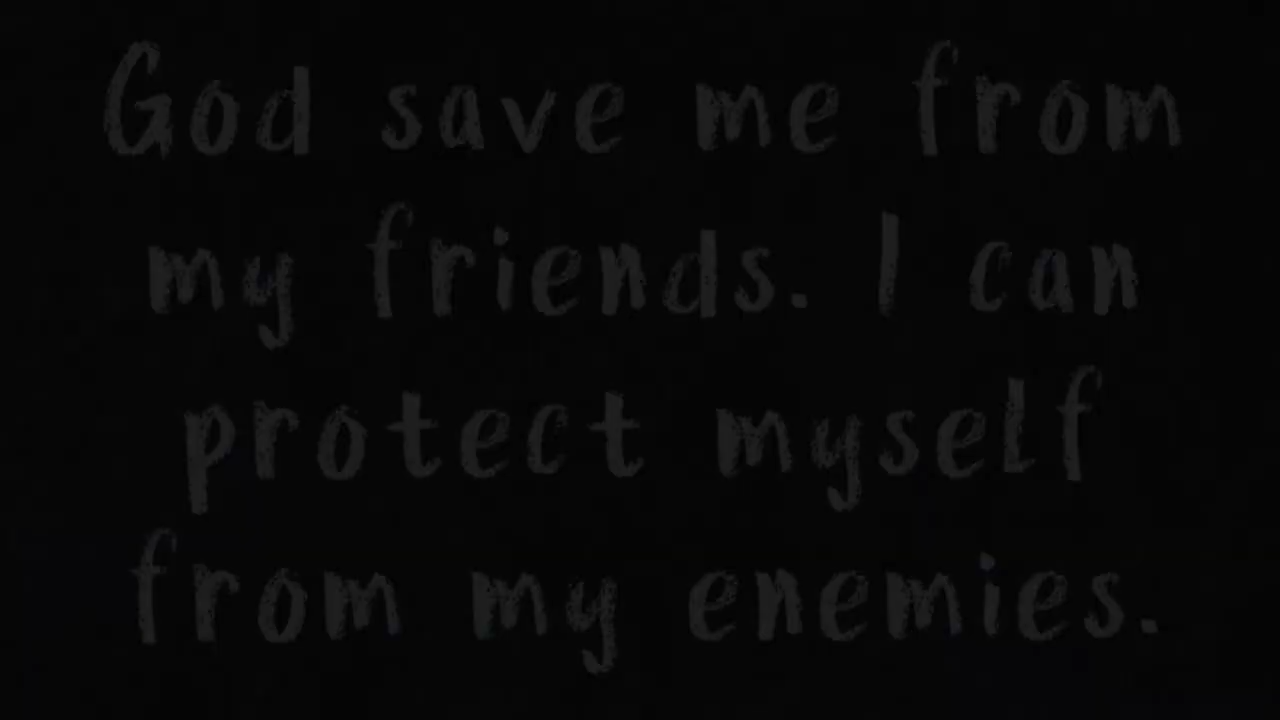 God save me from
my friends. I can
protect myself
from my enemies.